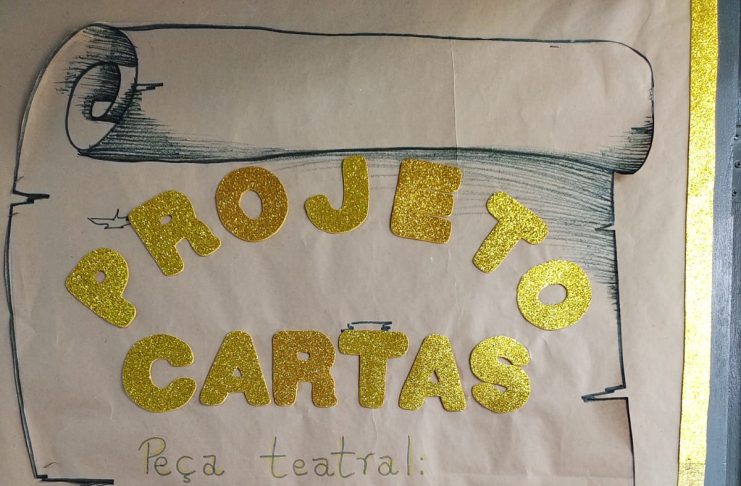 PROJETO
CARTAS
Peça teatral: